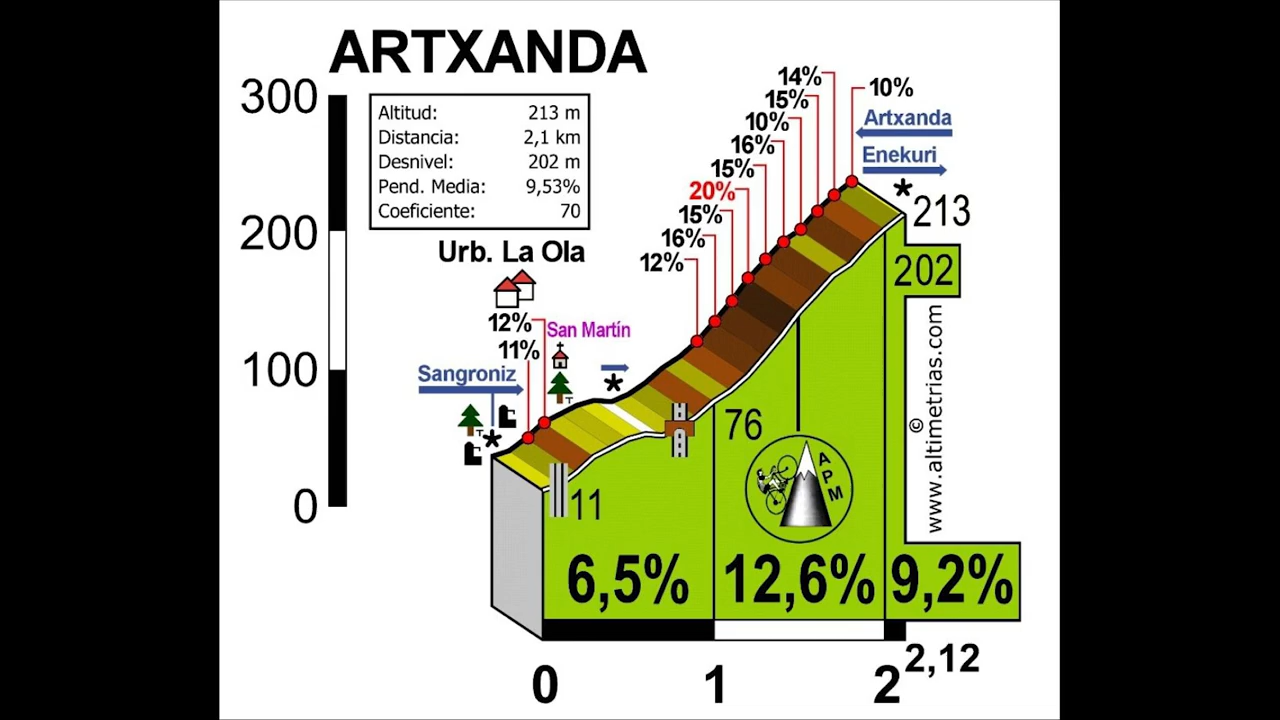 ARTXANDA
300
200
100
0
Altitud: 213 m
Distancia: 2,1 km
Desnivel: 202 m
Pend. Media: 9,53%
Coeficiente: 70
Urb. La Ola
12%
11%
San Martín
Sangroniz
12%
16%
15%
20%
15%
16%
10%
15%
14%
10%
Artxanda
Enekuri
* 213
202
*
*
11
76
APM
© www.altimetrias.com
6,5% 12,6% 9,2%
0 1 2 2,12